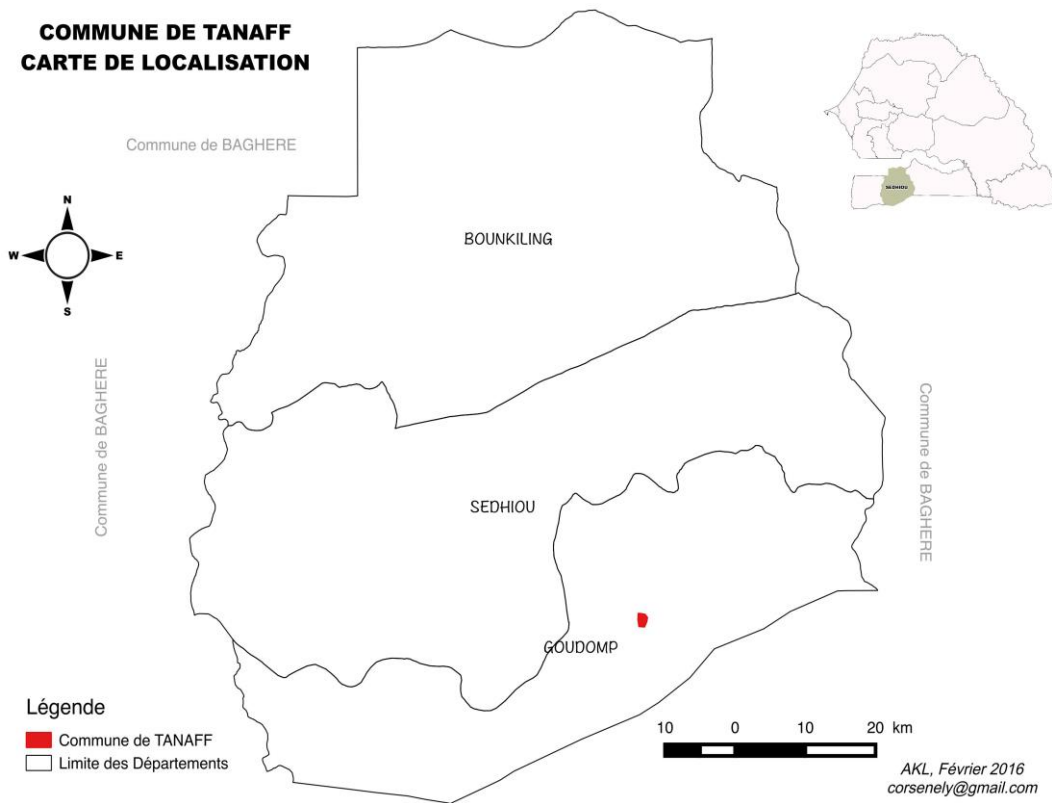 COMMUNE DE TANAFF
CARTE DE LOCALISATION
Commune de BAGHERE
SEDHIOU
N
W
E
S
BOUNKILING
Commune de BAGHERE
Commune de BAGHERE
SEDHIOU
GOUDOMP
Légende
Commune de TANAFF
Limite des Départements
10 0 10 20 km
AKL, Février 2016
corsenely@gmail.com